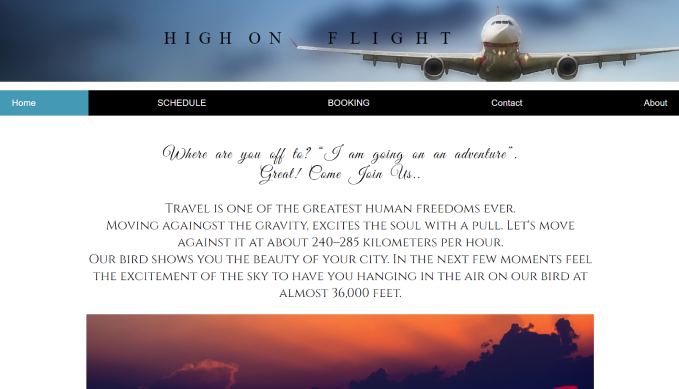 HIGH ON FLIGHT
Home SCHEDULE BOOKING Contact About
Where are you off to? “I am going on an adventure”.
Great! Come Join Us..
Travel is one of the greatest human freedoms ever.
Moving againgst the gravity, excites the soul with a pull. Let's move
against it at about 240–285 kilometers per hour.
Our bird shows you the beauty of your city. In the next few moments feel
the excitement of the sky to have you hanging in the air on our bird at
almost 36,000 feet.